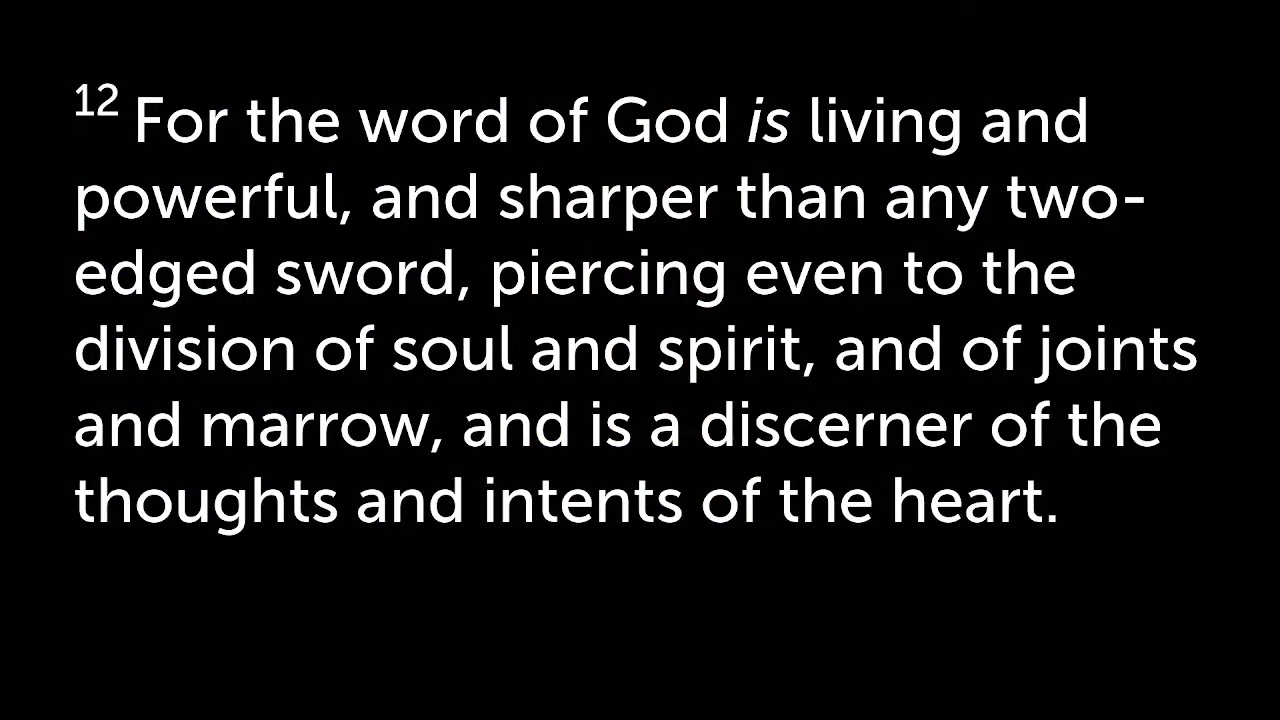 12 For the word of God is living and
powerful, and sharper than any two-
edged sword, piercing even to the
division of soul and spirit, and of joints
and marrow, and is a discerner of the
thoughts and intents of the heart.